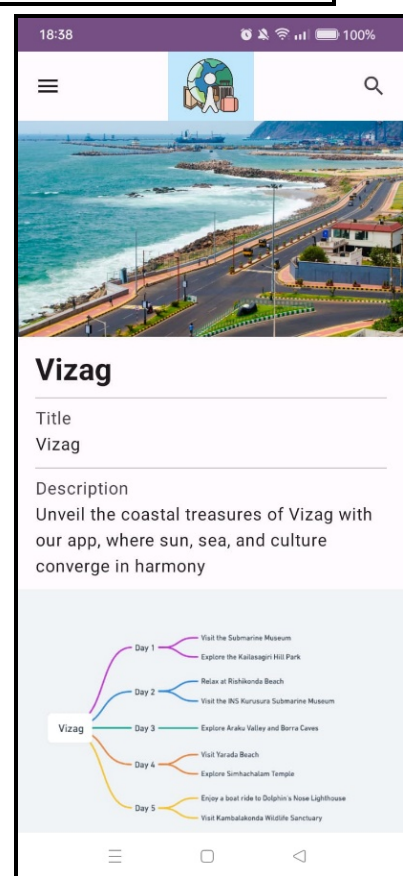 18:38
100%
Vizag
Title
Vizag
Description
Unveil the coastal treasures of Vizag with
our app, where sun, sea, and culture
converge in harmony
Vizag
Day 1
Visit the Submarine Museum
Explore the Kailasagiri Hill Park
Day 2
Relax at Rishikonda Beach
Visit the INS Kurusura Submarine Museum
Day 3
Explore Araku Valley and Borra Caves
Day 4
Visit Yarada Beach
Explore Simhachalam Temple
Day 5
Enjoy a boat ride to Dolphin's Nose Lighthouse
Visit Kambalakonda Wildlife Sanctuary